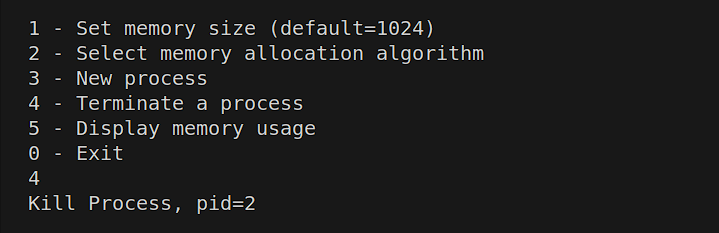 1 - Set memory size (default=1024)
2 - Select memory allocation algorithm
3 - New process
4 - Terminate a process
5 - Display memory usage
0 - Exit
4
Kill Process, pid=2